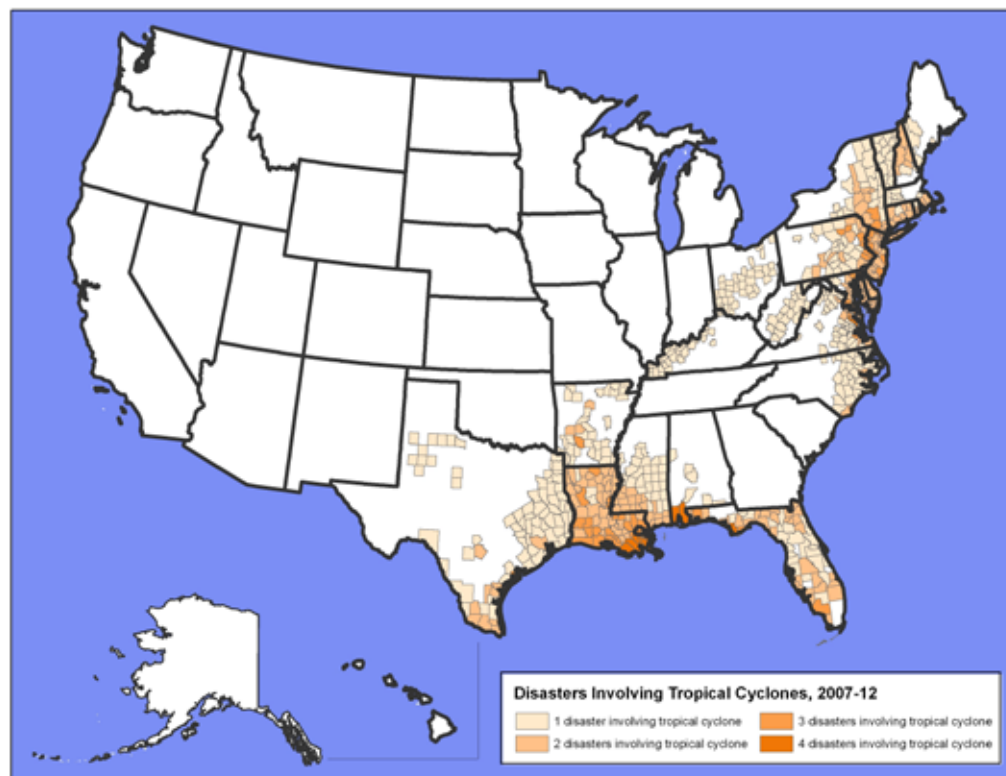 Disasters Involving Tropical Cyclones, 2007-12
1 disaster involving tropical cyclone
3 disasters involving tropical cyclone
2 disasters involving tropical cyclone
4 disasters involving tropical cyclone